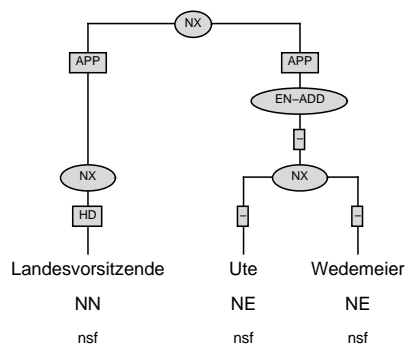 NX
APP APP
EN–ADD
–
NX NX
HD – –
Landesvorsitzende Ute Wedemeier
NN NE NE
nsf nsf nsf